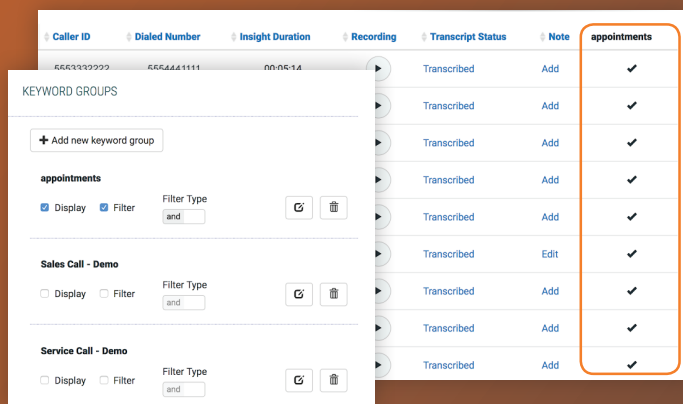 Caller ID Dialed Number Insight Duration Recording Transcript Status Note appointments
5553332222 5554441111 00:05:14 Transcribed Add
KEYWORD GROUPS
Transcribed Add
+ Add new keyword group
Transcribed Add
appointments
Transcribed Add
Display Filter Filter Type
and
Transcribed Add
Transcribed Edit
Sales Call - Demo
Display Filter Filter Type
and
Transcribed Add
Transcribed Add
Service Call - Demo
Display Filter Filter Type
and
Transcribed Add